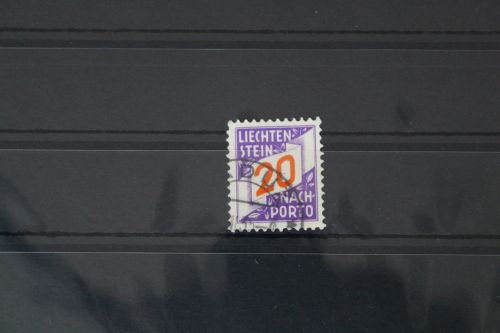 LIECHTEN
STEIN
20
NACH-
PORTO